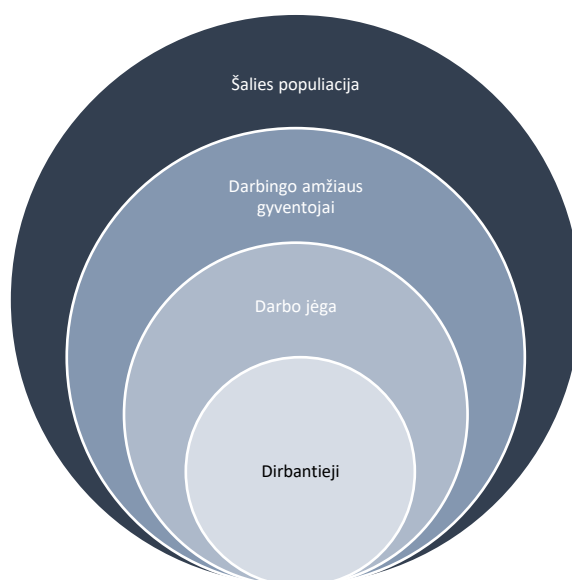 Šalies populiacija
Darbingo amžiaus
gyventojai
Darbo jėga
Dirbantieji